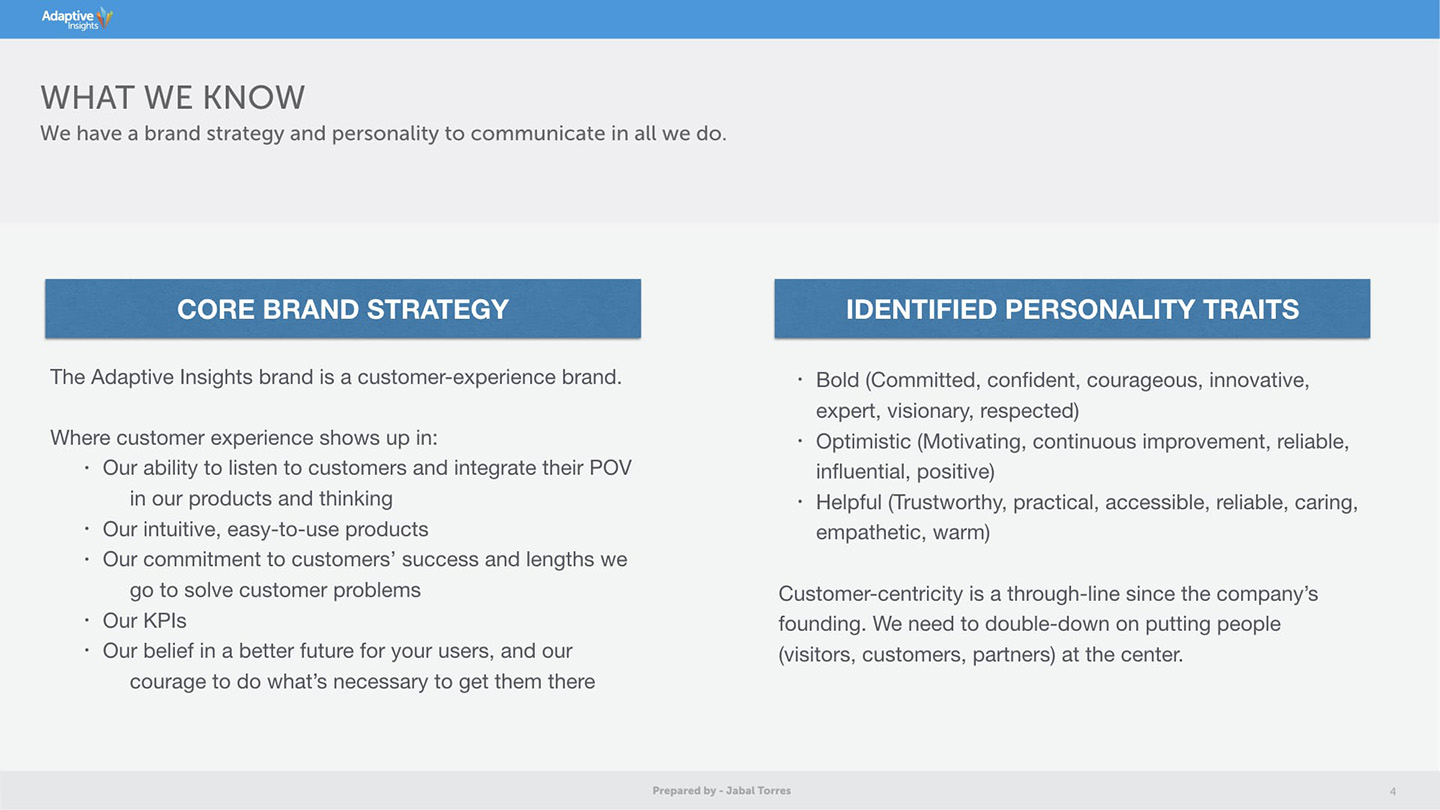 Adaptive
Insights
WHAT WE KNOW
We have a brand strategy and personality to communicate in all we do.
CORE BRAND STRATEGY
The Adaptive Insights brand is a customer-experience brand.
Where customer experience shows up in:
· Our ability to listen to customers and integrate their POV
in our products and thinking
· Our intuitive, easy-to-use products
· Our commitment to customers’ success and lengths we
go to solve customer problems
· Our KPIs
· Our belief in a better future for your users, and our
courage to do what’s necessary to get them there
IDENTIFIED PERSONALITY TRAITS
· Bold (Committed, confident, courageous, innovative,
expert, visionary, respected)
· Optimistic (Motivating, continuous improvement, reliable,
influential, positive)
· Helpful (Trustworthy, practical, accessible, reliable, caring,
empathetic, warm)
Customer-centricity is a through-line since the company’s
founding. We need to double-down on putting people
(visitors, customers, partners) at the center.
Prepared by - Jabal Torres
4